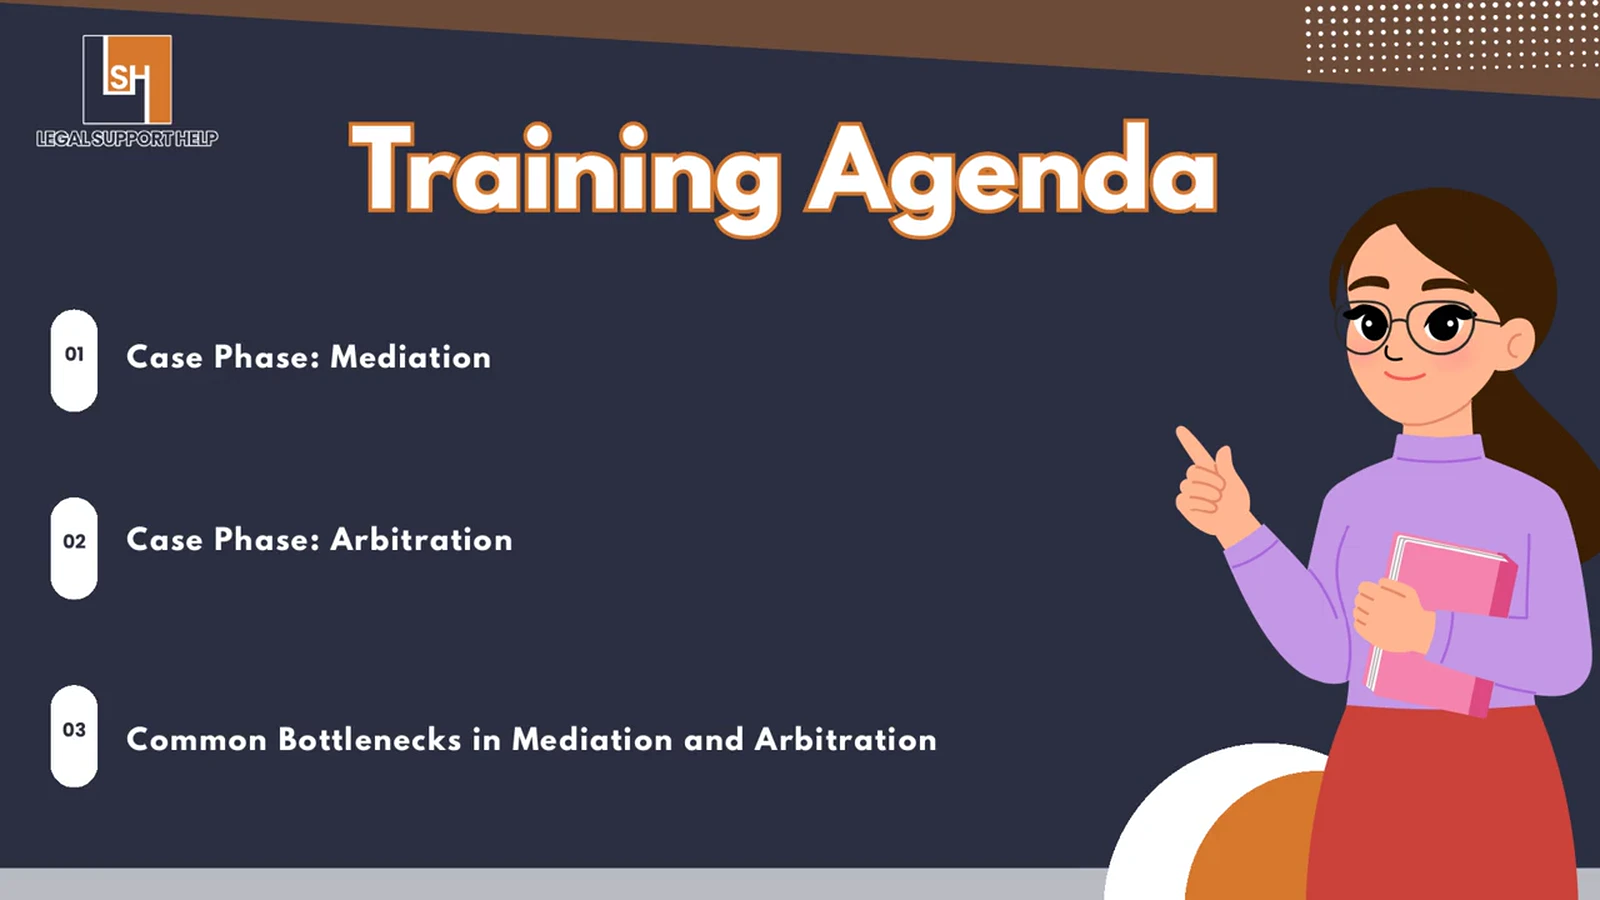 SH
LEGAL SUPPORT HELP
Training Agenda
01
Case Phase: Mediation
02
Case Phase: Arbitration
03
Common Bottlenecks in Mediation and Arbitration